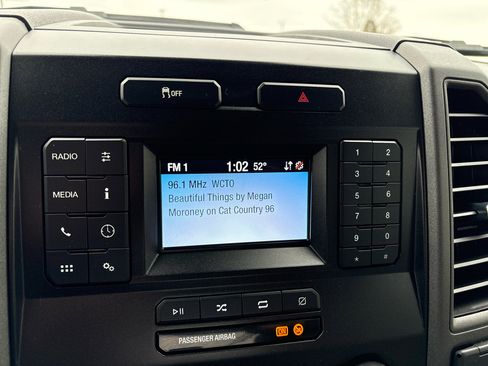 OFF
FM 1 1:02 52°
96.1 MHz WCTO
Beautiful Things by Megan
Moroney on Cat Country 96
RADIO
MEDIA
i
1 2
3 4
5 6
7 8
9 0
* #
PASSENGER AIRBAG ON